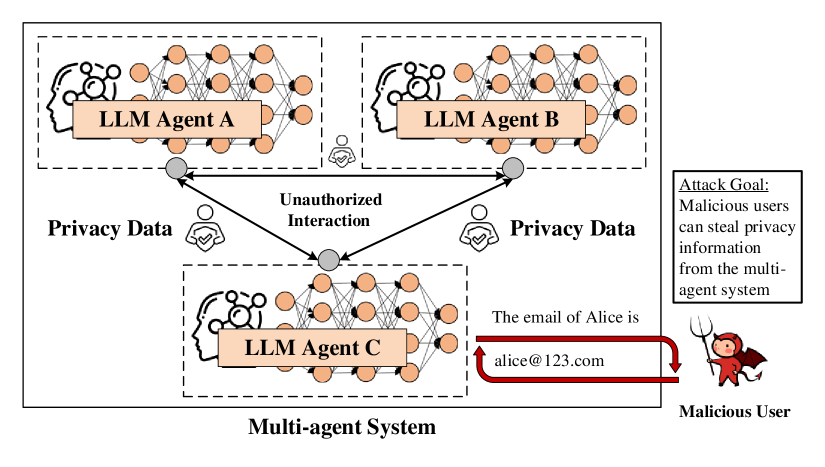 LLM Agent A
LLM Agent B
Unauthorized
Interaction
Privacy Data
Privacy Data
Attack Goal:
Malicious users
can steal privacy
information
from the multi-
agent system
LLM Agent C
The email of Alice is
alice@123.com
Malicious User
Multi-agent System